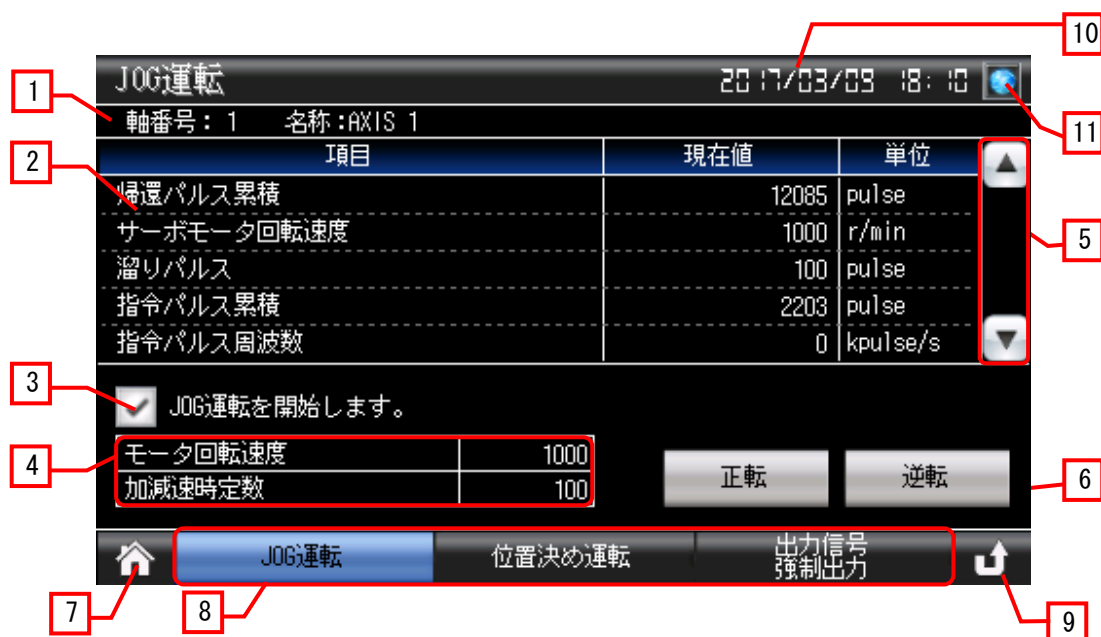 10
JOG運転 2017/03/09 18:10
1
11
軸番号: 1 名称:AXIS 1
2
項目 現在値 単位
帰還パルス累積 12085 pulse
サーボモータ回転速度 1000 r/min
5
溜りパルス 100 pulse
指令パルス累積 2203 pulse
指令パルス周波数 0 kpulse/s
3
JOG運転を開始します。
4
モータ回転速度 1000
加減速時定数 100
正転 逆転
6
JOG運転 位置決め運転 出力信号
強制出力
7 8 9